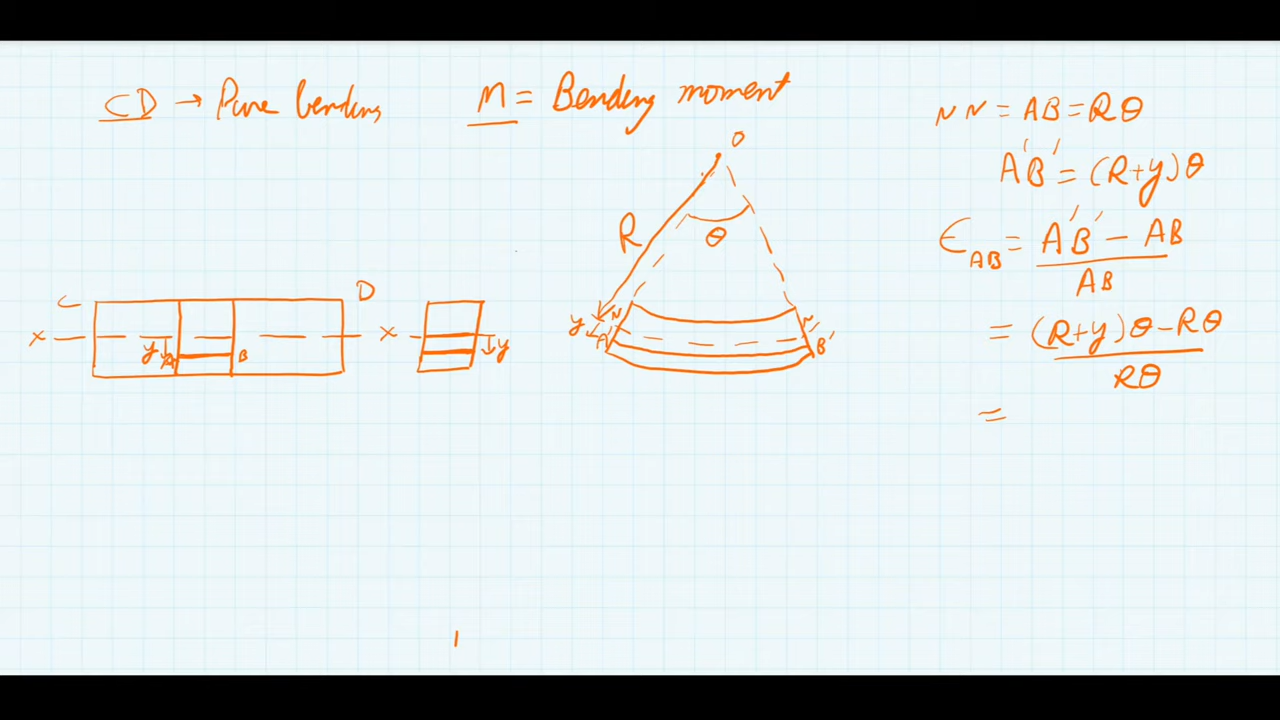 CD → Pure bending
M = Bending moment
O
R
θ
C
D
x
x
y
A
B
y
y
N
N'
A'
B'
NN = AB = Rθ
A'B' = (R+y)θ
ϵ_AB = A'B' - AB / AB
= (R+y)θ - Rθ / Rθ
=